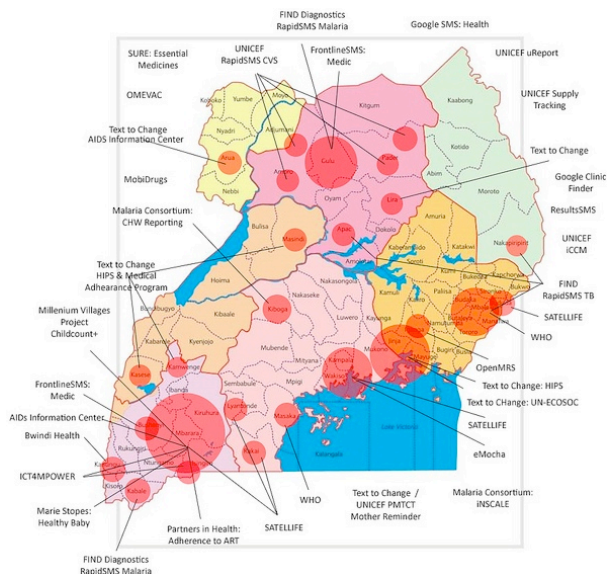 FIND Diagnostics
RapidSMS Malaria
Google SMS: Health
SURE: Essential
Medicines
UNICEF
RapidSMS CVS
FrontlineSMS:
Medic
UNICEF uReport
OMEVAC
UNICEF Supply
Tracking
Text to Change
AIDS Information Center
Text to Change
MobiDrugs
Google Clinic
Finder
ResultsSMS
Malaria Consortium:
CHW Reporting
UNICEF
iCCM
Text to Change
HIPS & Medical
Adhearance Program
FIND
RapidSMS TB
SATELLIFE
WHO
Millenium Villages
Project
Childcount+
OpenMRS
FrontlineSMS:
Medic
Text to Change: HIPS
Text to Change: UN-ECOSOC
AIDs Information Center
SATELLIFE
Bwindi Health
eMocha
ICT4MPOWER
WHO
Text to Change /
UNICEF PMTCT
Mother Reminder
Malaria Consortium:
iNSCALE
Marie Stopes:
Healthy Baby
Partners in Health:
Adherence to ART
SATELLIFE
FIND Diagnostics
RapidSMS Malaria
Koboko
Yumbe
Moyo
Adjumani
Nyadri
Arua
Nebbi
Kitgum
Kaabong
Kotido
Abim
Moroto
Nakapiripirit
Amuru
Gulu
Pader
Oyam
Lira
Apac
Dokolo
Amolatar
Amuria
Kaberamaido
Katakwi
Soroti
Kumi
Bukedea
Kapchorwa
Bukwo
Bulisa
Masindi
Hoima
Nakasongola
Kamuli
Pallisa
Kaliro
Budaka
Mbale
Manafwa
Butaleja
Namutumba
Bundibugyo
Kibaale
Kiboga
Nakaseke
Luwero
Kayunga
Jinja
Mayuge
Bugiri
Busia
Kabarole
Kyenjojo
Mubende
Mityana
Kampala
Wakiso
Mukono
Kasese
Kamwenge
Sembabule
Mpigi
Ibanda
Kiruhura
Lyantonde
Masaka
Mbarara
Rukungiri
Ntungamo
Rakai
Kalangala
Lake Victoria
Kanungu
Kisoro
Kabale